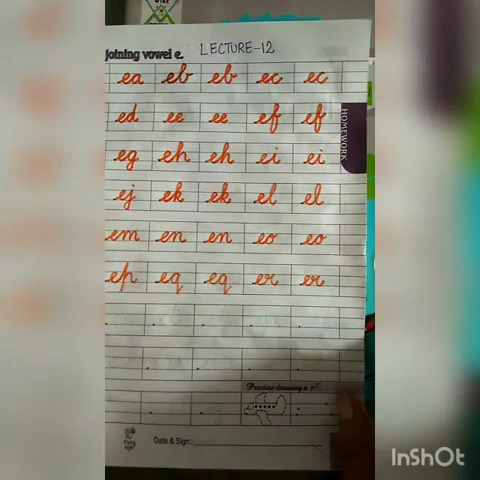 joining vowel e. LECTURE-12
ea eb eb ec ec
ed ee ee ef ef
eg eh eh ei ei
ej ek ek el el
em en en eo eo
ep eq eq er er
HOMEWORK
Practise drawing a
Date & Sign:
InShOt